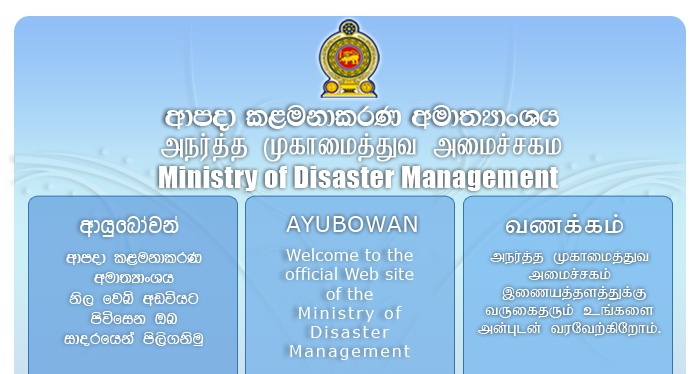 ආපදා කළමනාකරණ අමාත්‍යාංශය
அநர்த்த முகாமைத்துவ அமைச்சகம
Ministry of Disaster Management
ආයුබෝවන්
ආපදා කළමනාකරණ
අමාත්‍යාංශය
නිල වෙබ් අඩවියට
පිවිසෙන ඔබ
සාදරයෙන් පිලිගනිමු
AYUBOWAN
Welcome to the
official Web site
of the
Ministry of
Disaster
Management
வணக்கம்
அநர்த்த முகாமைத்துவ
அமைச்சகம்
இணையத்தளத்துக்கு
வருகைதரும் உங்களை
அன்புடன் வரவேற்கிறோம்.